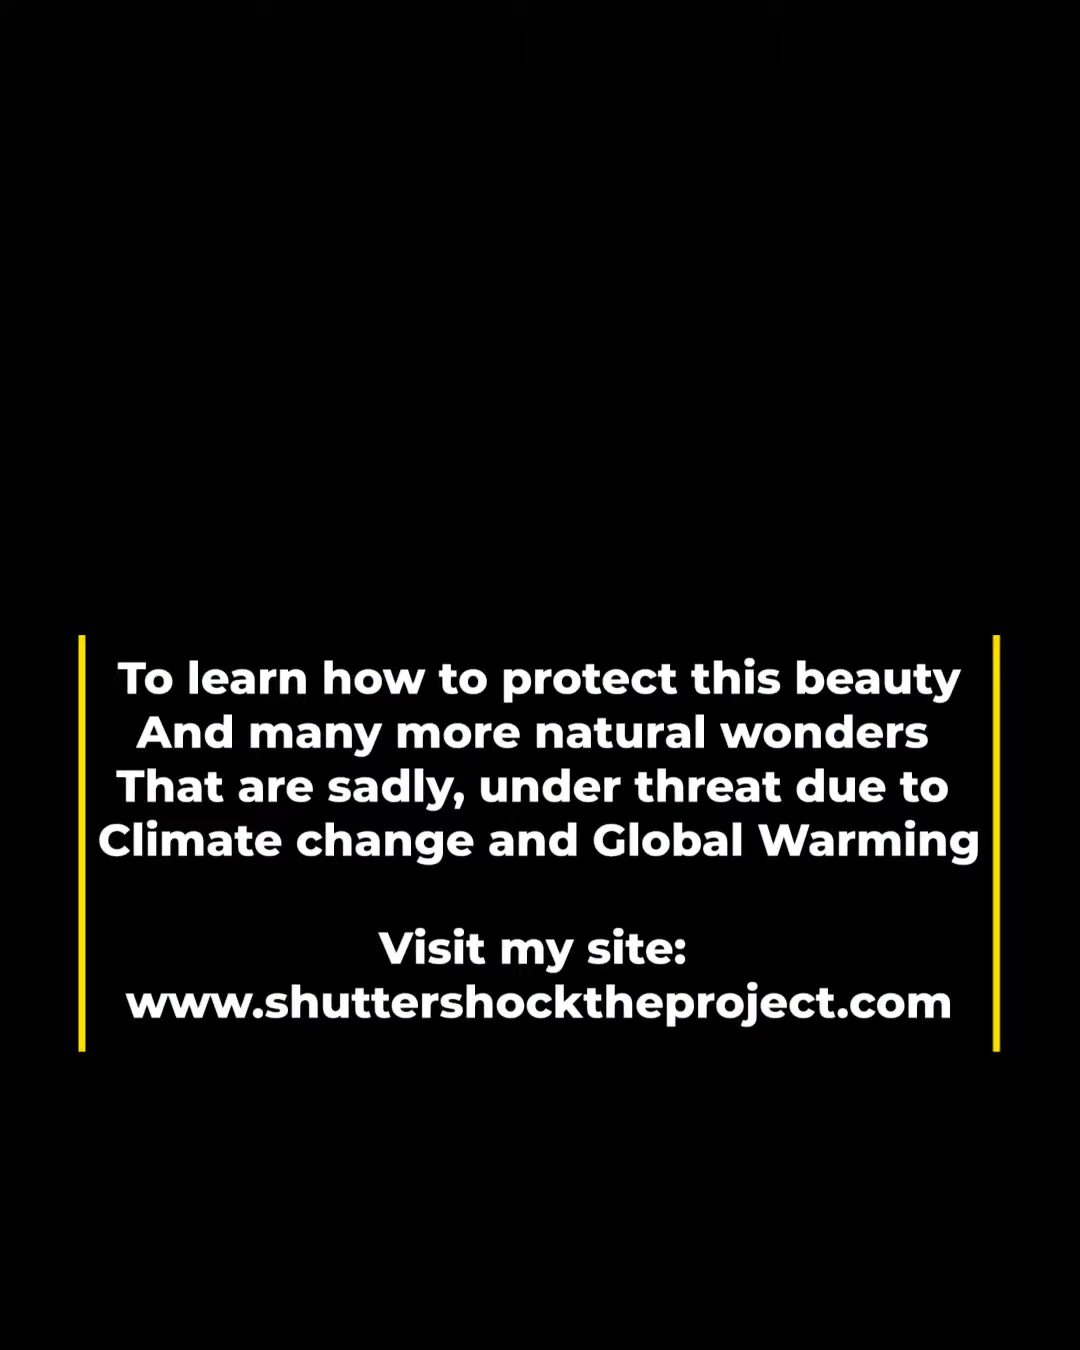 To learn how to protect this beauty
And many more natural wonders
That are sadly, under threat due to
Climate change and Global Warming
Visit my site:
www.shuttershocktheproject.com